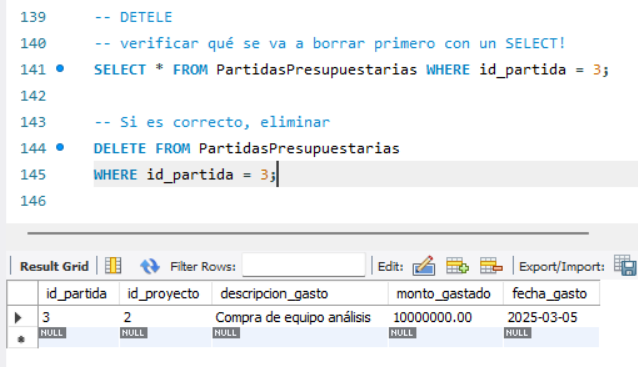 139 -- DETELE
140 -- verificar qué se va a borrar primero con un SELECT!
141 SELECT * FROM PartidasPresupuestarias WHERE id_partida = 3;
142
143 -- Si es correcto, eliminar
144 DELETE FROM PartidasPresupuestarias
145 WHERE id_partida = 3;
146
Result Grid Filter Rows: Edit: Export/Import:
id_partida id_proyecto descripcion_gasto monto_gastado fecha_gasto
3 2 Compra de equipo análisis 10000000.00 2025-03-05
NULL NULL NULL NULL NULL